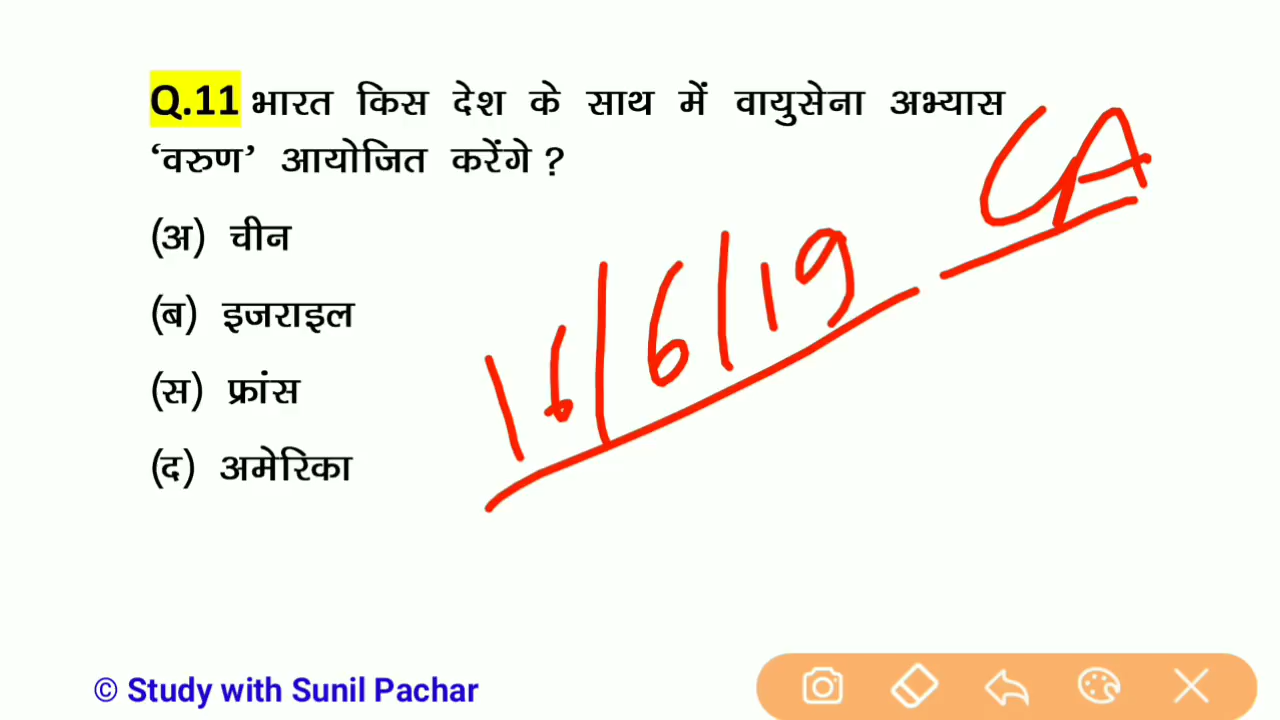 Q.11 भारत किस देश के साथ में वायुसेना अभ्यास
‘वरुण’ आयोजित करेंगे ?
(अ) चीन
(ब) इजराइल
(स) फ्रांस
(द) अमेरिका
16/6/19 CA
© Study with Sunil Pachar